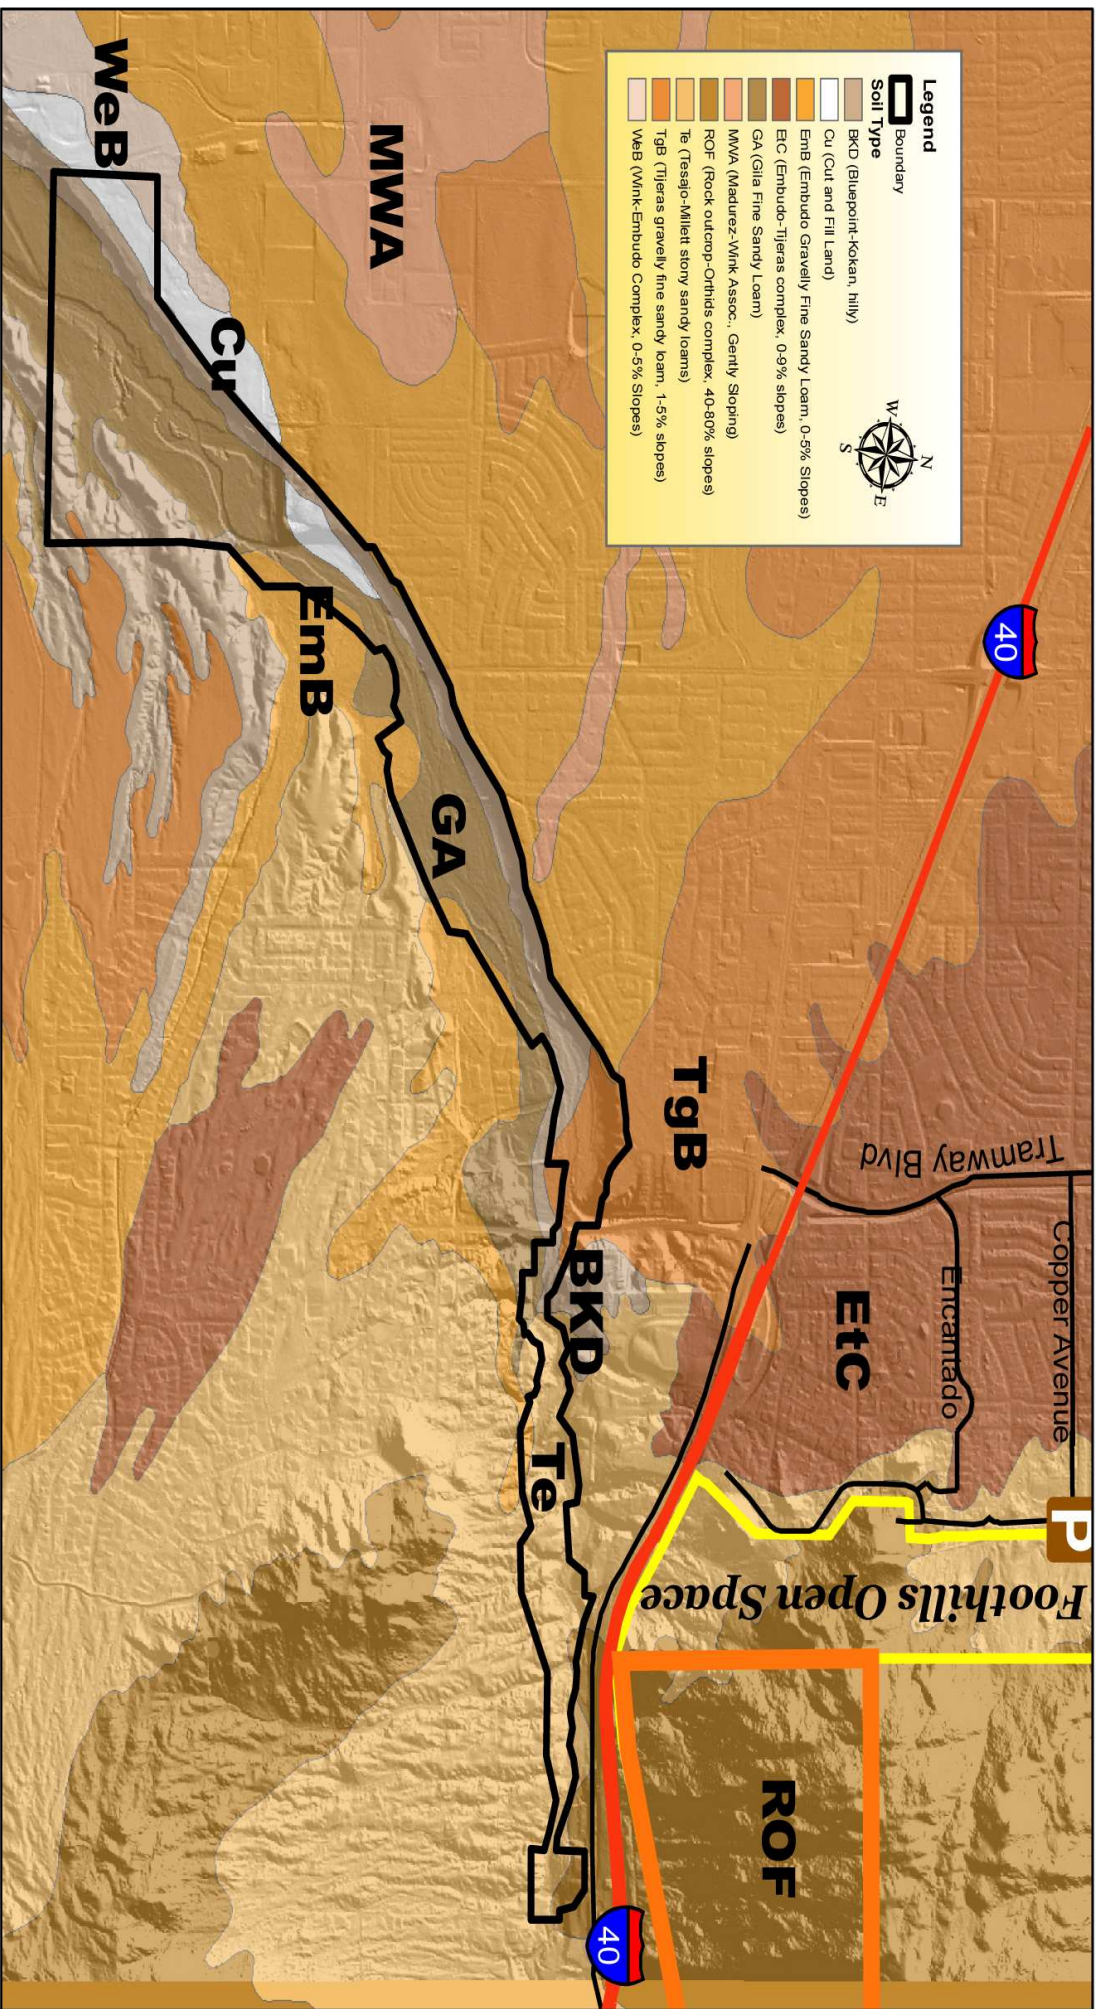 Legend
Boundary
Soil Type
BKD (Bluepoint-Kokan, hilly)
Cu (Cut and Fill Land)
EmB (Embudo Gravelly Fine Sandy Loam, 0-5% Slopes)
EtC (Embudo-Tijeras complex, 0-9% slopes)
GA (Gila Fine Sandy Loam)
MWA (Madurez-Wink Assoc., Gently Sloping)
ROF (Rock outcrop-Orthids complex, 40-80% slopes)
Te (Tesajo-Millett stony sandy loams)
TgB (Tijeras gravelly fine sandy loam, 1-5% slopes)
WeB (Wink-Embudo Complex, 0-5% Slopes)
N
W
E
S
40
Tramway Blvd
Copper Avenue
Encantado
P
Foothills Open Space
EtC
ROF
TgB
MWA
BKD
Te
40
GA
Cu
EmB
WeB